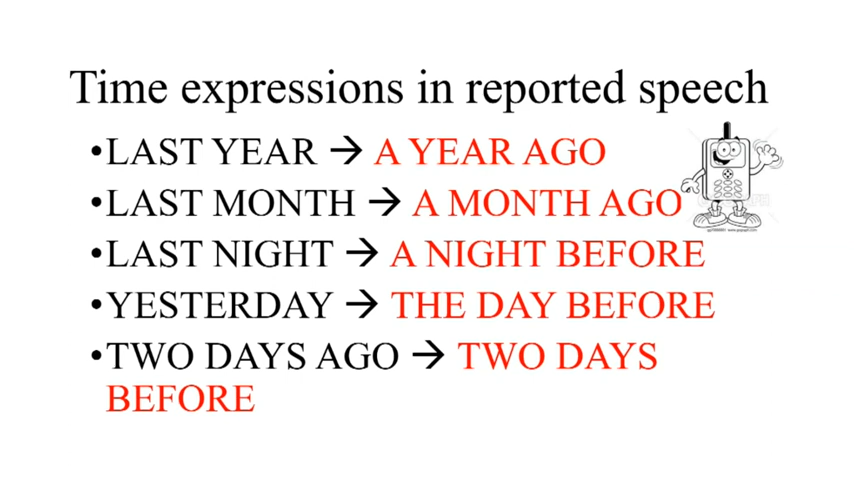 Time expressions in reported speech
•LAST YEAR → A YEAR AGO
•LAST MONTH → A MONTH AGO
•LAST NIGHT → A NIGHT BEFORE
•YESTERDAY → THE DAY BEFORE
•TWO DAYS AGO → TWO DAYS
BEFORE